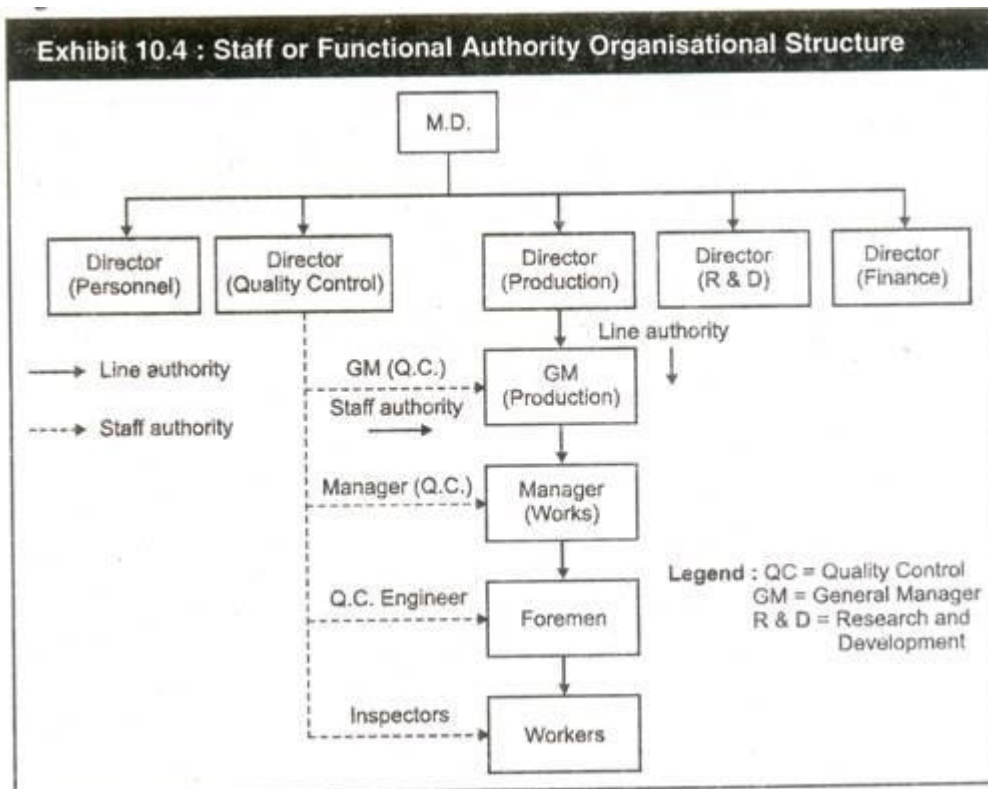 Exhibit 10.4 : Staff or Functional Authority Organisational Structure
M.D.
Director
(Personnel)
Director
(Quality Control)
Director
(Production)
Director
(R & D)
Director
(Finance)
Line authority
Line authority
Staff authority
GM (Q.C.)
Staff authority
GM
(Production)
Manager (Q.C.)
Manager
(Works)
Q.C. Engineer
Foremen
Inspectors
Workers
Legend : QC = Quality Control
GM = General Manager
R & D = Research and
Development